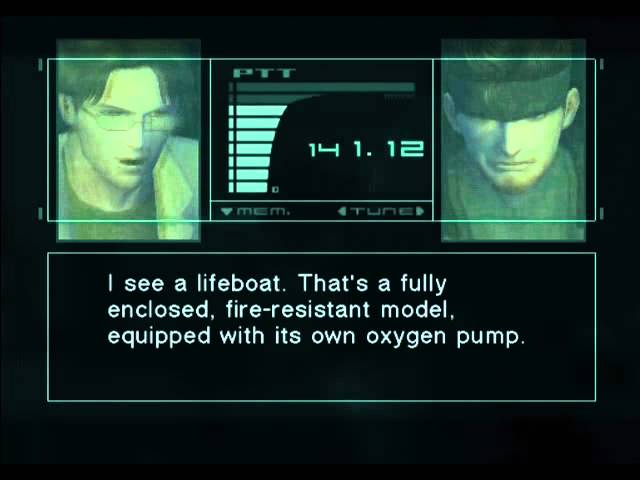 PTT
141.12
MEM.
TUNE
I see a lifeboat. That's a fully
enclosed, fire-resistant model,
equipped with its own oxygen pump.